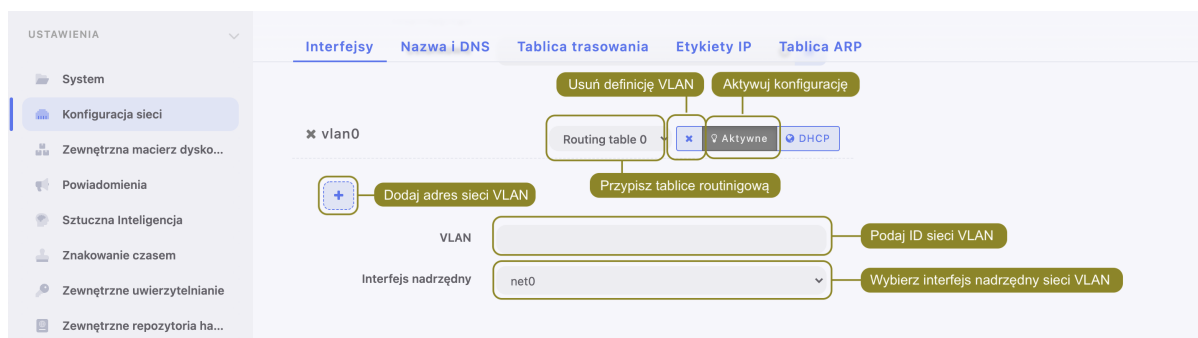 USTAWIENIA
System
Konfiguracja sieci
Zewnętrzna macierz dysko...
Powiadomienia
Sztuczna Inteligencja
Znakowanie czasem
Zewnętrzne uwierzytelnianie
Zewnętrzne repozytoria ha...
Interfejsy Nazwa i DNS Tablica trasowania Etykiety IP Tablica ARP
Usuń definicję VLAN Aktywuj konfigurację
vlan0 Routing table 0 Aktywne DHCP
Przypisz tablice routinigową
+ Dodaj adres sieci VLAN
VLAN Podaj ID sieci VLAN
Interfejs nadrzędny net0 Wybierz interfejs nadrzędny sieci VLAN